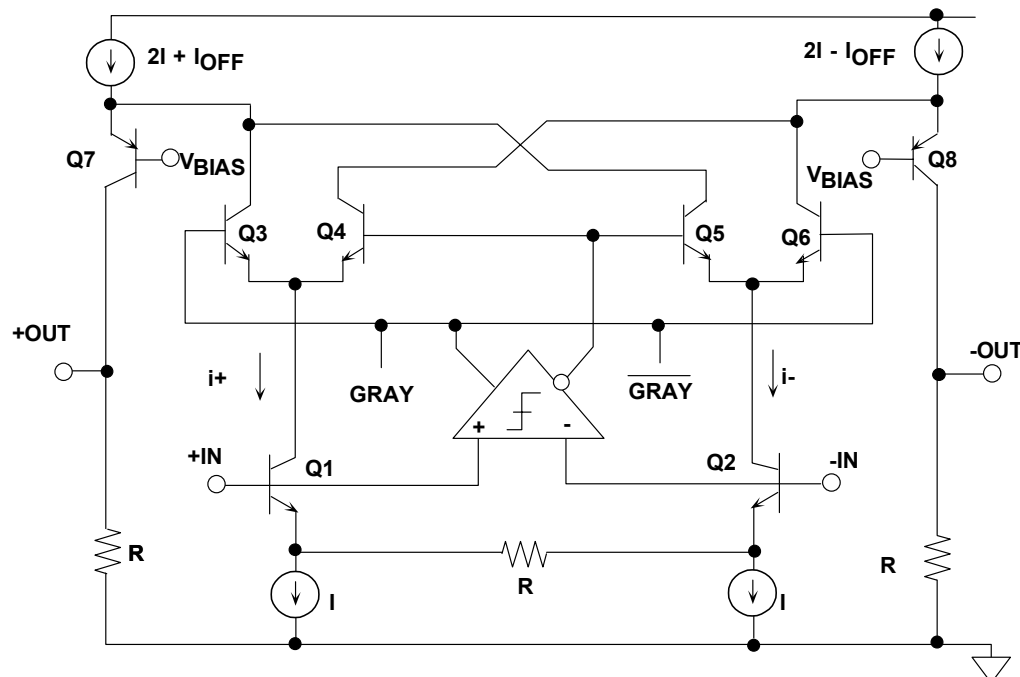 2I + IOFF
2I - IOFF
Q7
VBIAS
VBIAS
Q8
Q3
Q4
Q5
Q6
+OUT
-OUT
i+
GRAY
GRAY
i-
+ -
+IN
Q1
Q2
-IN
R
R
R
I
I